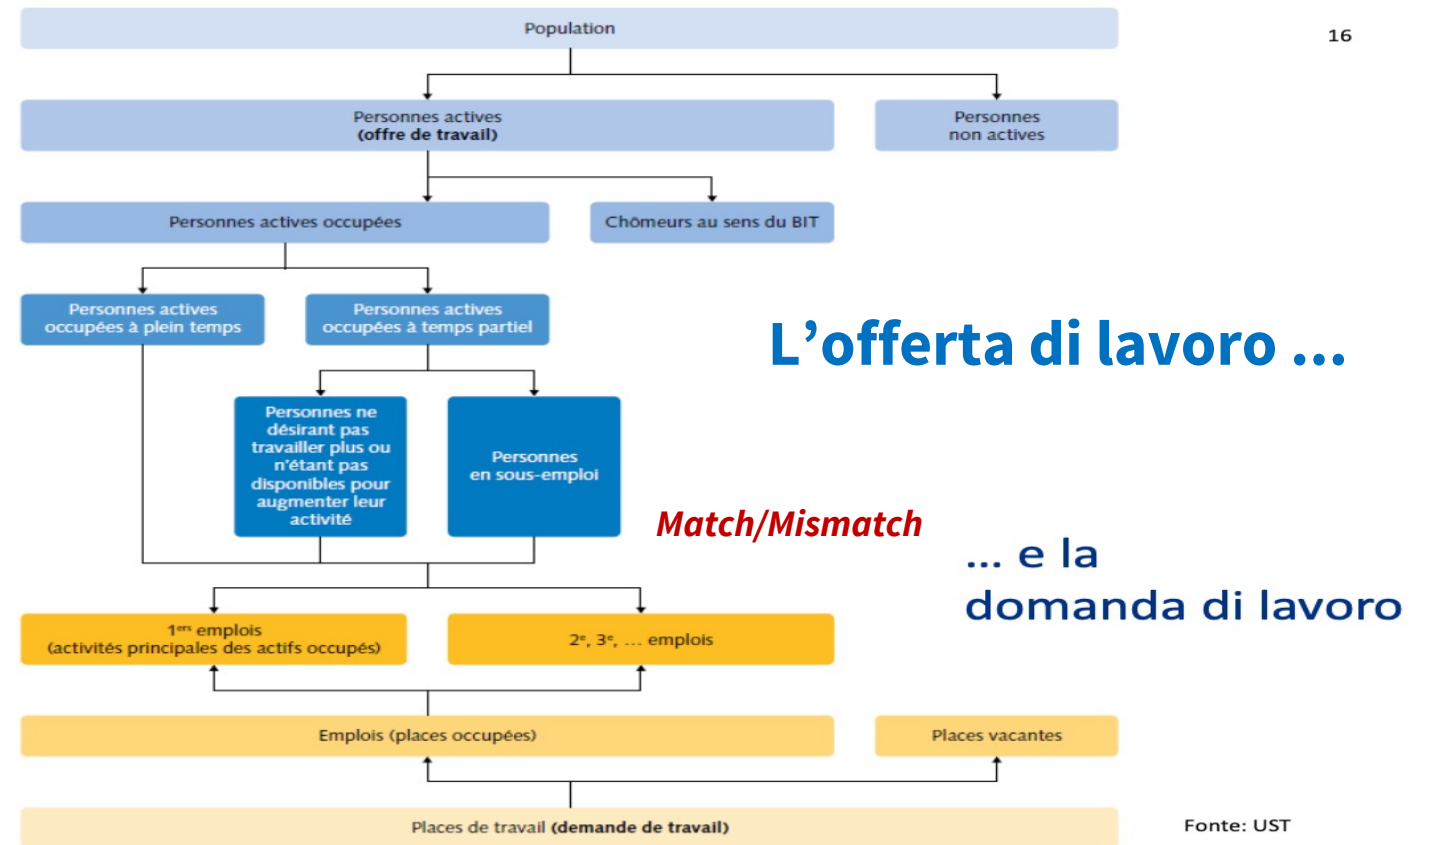 Population
16
Personnes actives
(offre de travail)
Personnes
non actives
Personnes actives occupées
Chômeurs au sens du BIT
Personnes actives
occupées à plein temps
Personnes actives
occupées à temps partiel
L’offerta di lavoro ...
Personnes ne
désirant pas
travailler plus ou
n'étant pas
disponibles pour
augmenter leur
activité
Personnes
en sous-emploi
Match/Mismatch
... e la
domanda di lavoro
1ers emplois
(activités principales des actifs occupés)
2e, 3e, ... emplois
Emplois (places occupées)
Places vacantes
Places de travail (demande de travail)
Fonte: UST